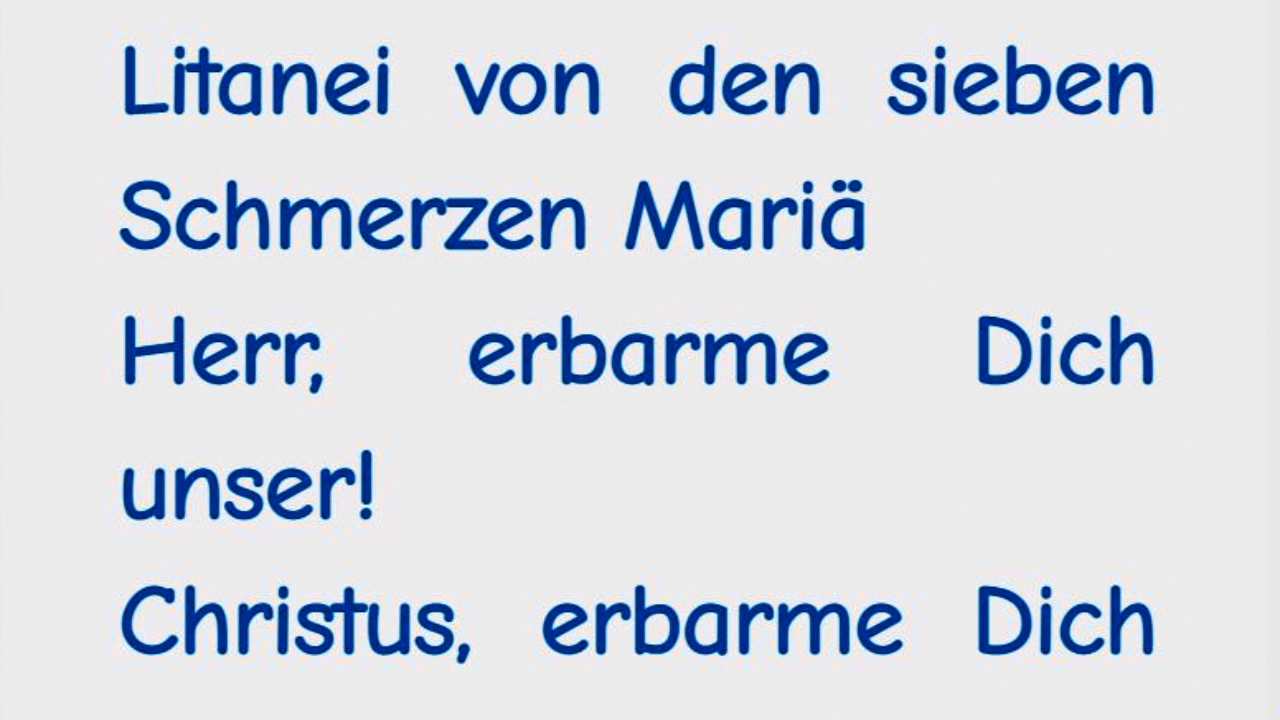 Litanei von den sieben
Schmerzen Mariä
Herr, erbarme Dich
unser!
Christus, erbarme Dich